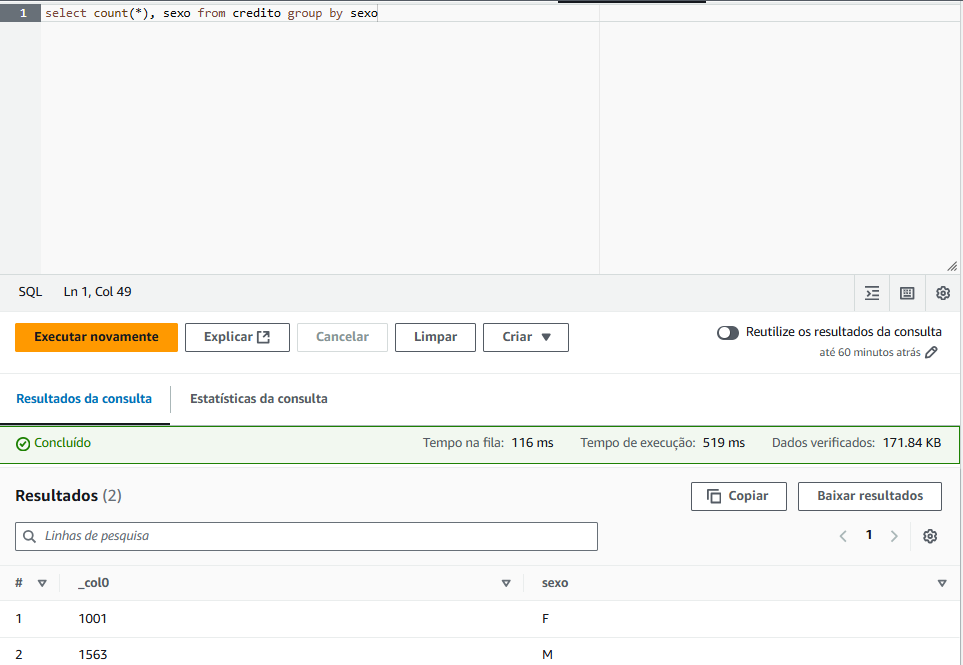 1 select count(*), sexo from credito group by sexo
SQL Ln 1, Col 49
Executar novamente Explicar Cancelar Limpar Criar Reutilize os resultados da consulta
até 60 minutos atrás
Resultados da consulta Estatísticas da consulta
Concluído Tempo na fila: 116 ms Tempo de execução: 519 ms Dados verificados: 171.84 KB
Resultados (2) Copiar Baixar resultados
Linhas de pesquisa 1
# _col0 sexo
1 1001 F
2 1563 M